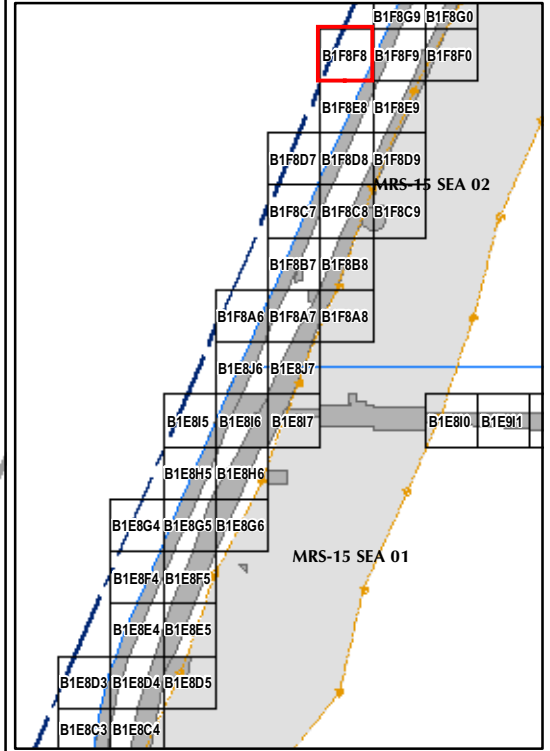 B1F8G9 B1F8G0
B1F8F8 B1F8F9 B1F8F0
B1F8E8 B1F8E9
B1F8D7 B1F8D8 B1F8D9
MRS-15 SEA 02
B1F8C7 B1F8C8 B1F8C9
B1F8B7 B1F8B8
B1F8A6 B1F8A7 B1F8A8
B1E8J6 B1E8J7
B1E8I5 B1E8I6 B1E8I7 B1E8I0 B1E9I1
B1E8H5 B1E8H6
B1E8G4 B1E8G5 B1E8G6
MRS-15 SEA 01
B1E8F4 B1E8F5
B1E8E4 B1E8E5
B1E8D3 B1E8D4 B1E8D5
B1E8C3 B1E8C4